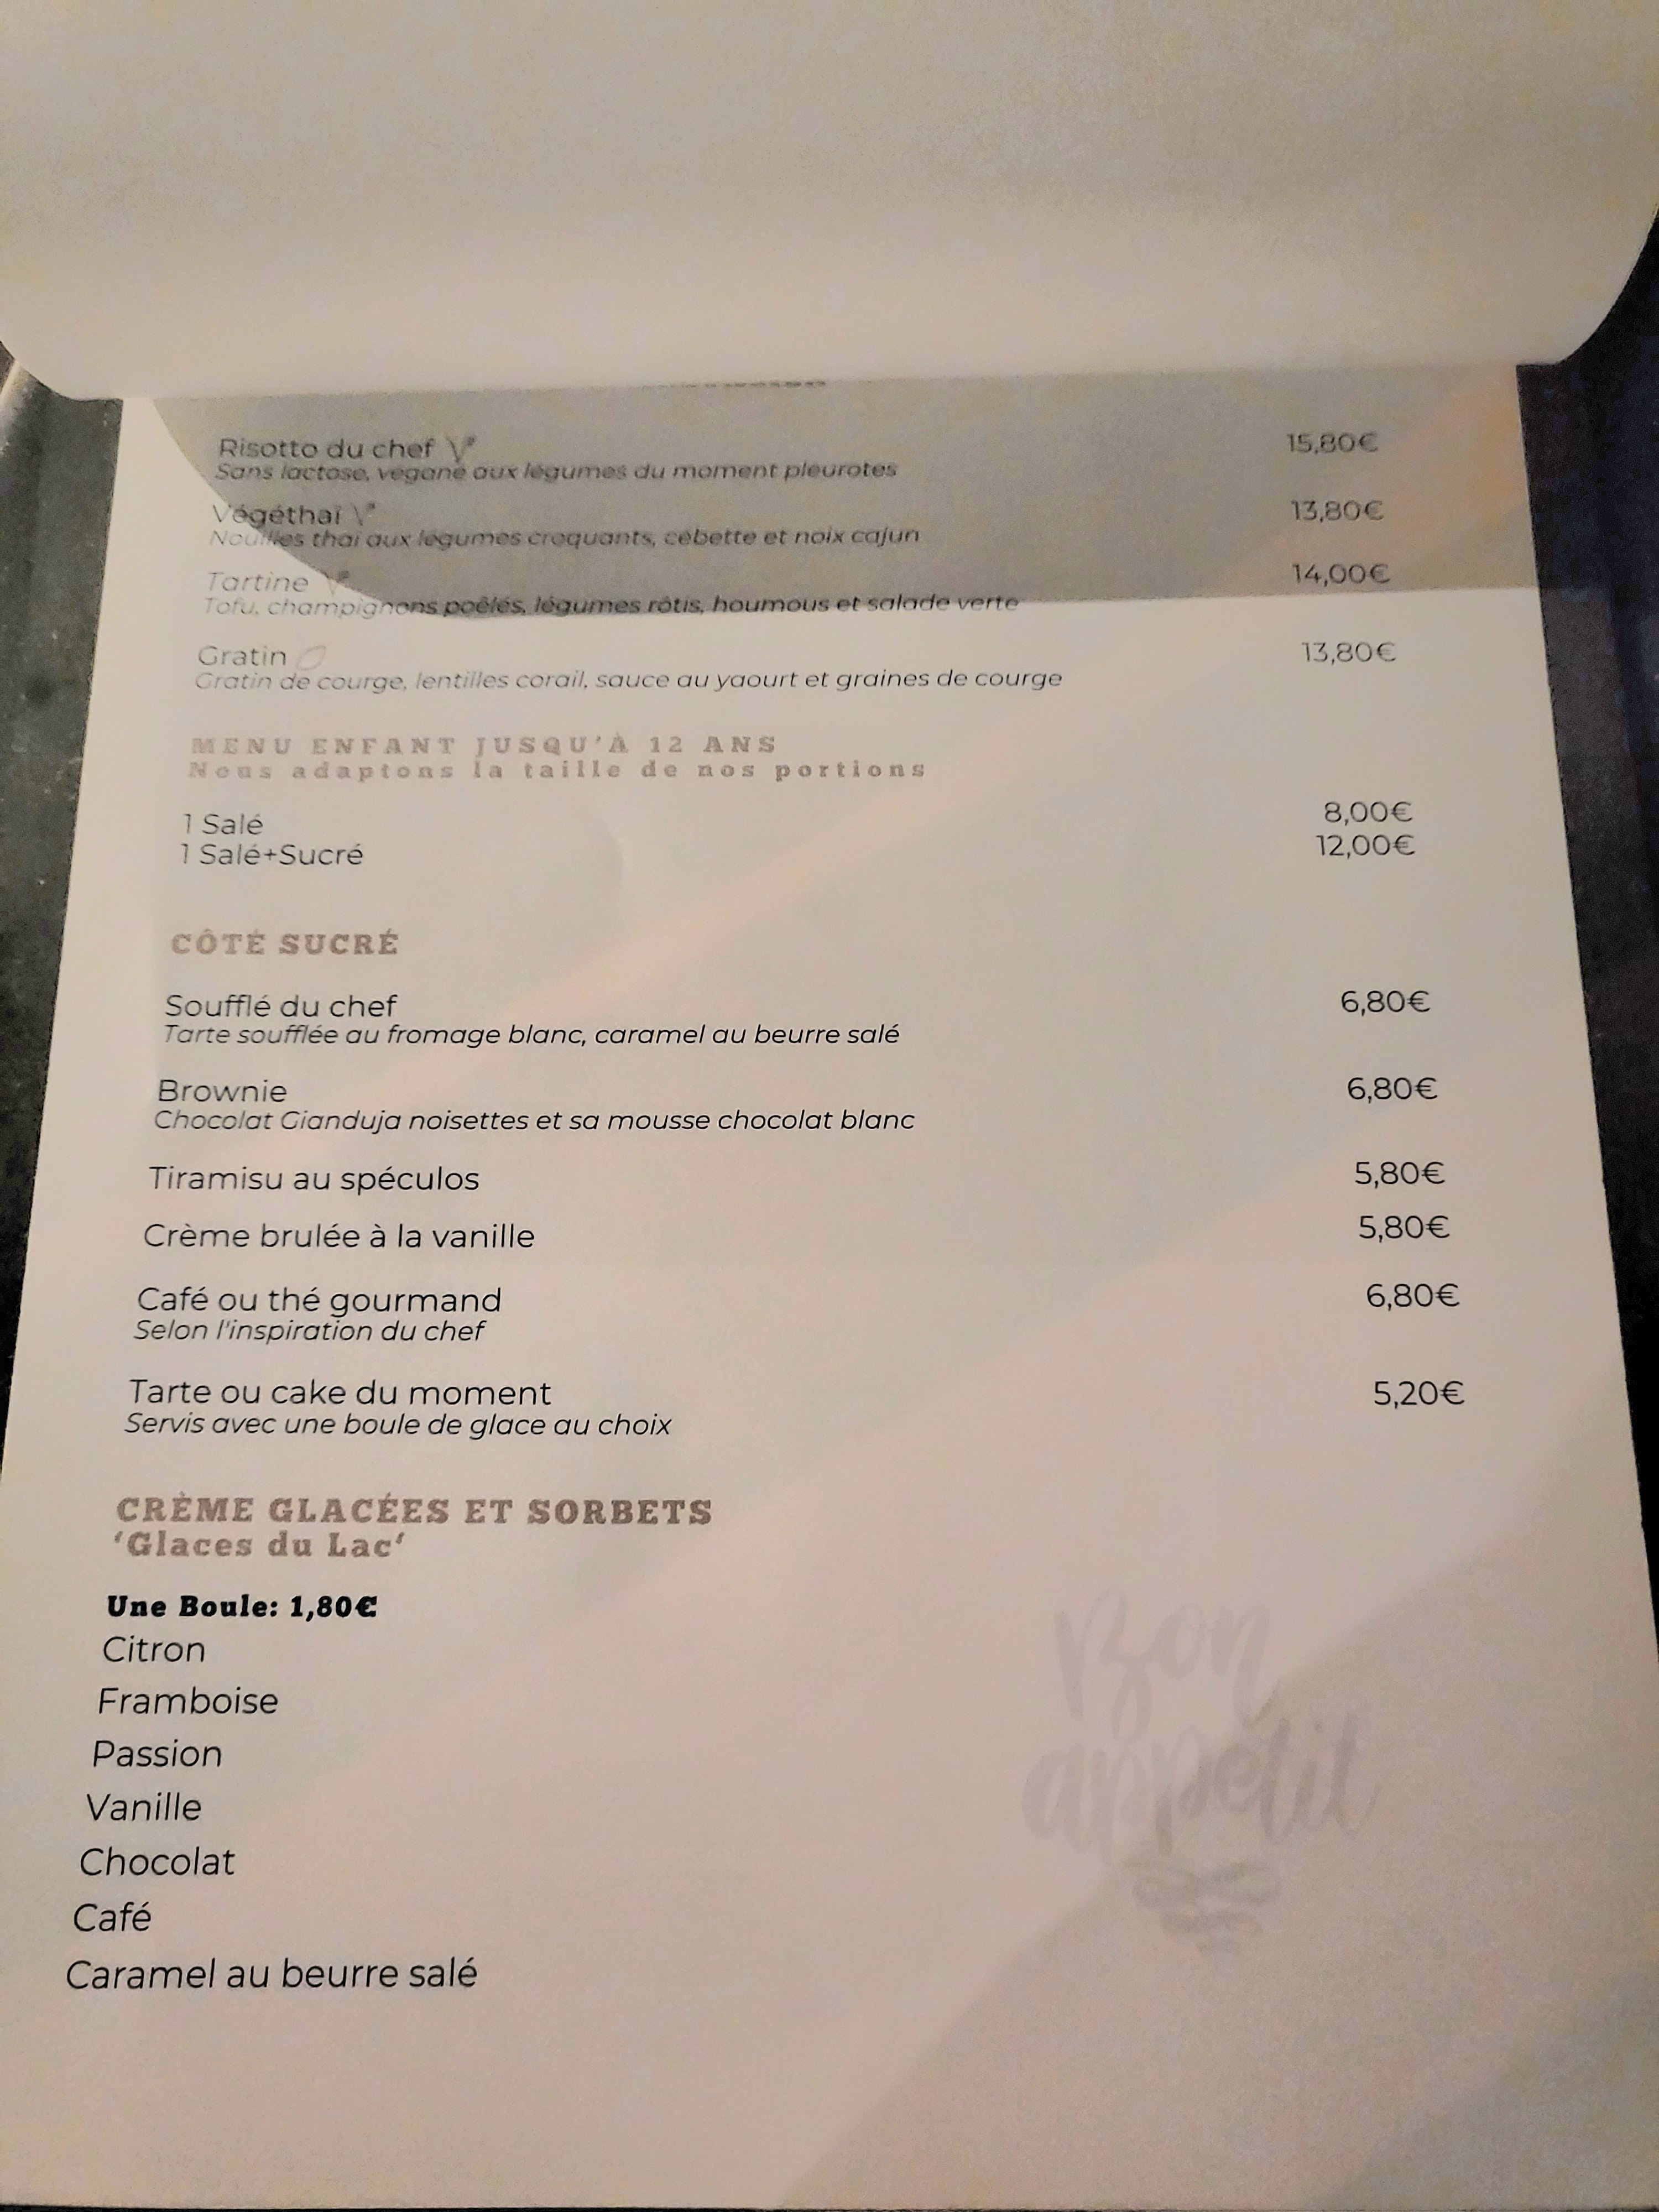 Risotto du chef
15,80€
Sans lactose, végane aux légumes du moment pleurotes
Végéthaï
13,80€
Nouilles thaï aux légumes croquants, cébette et noix cajun
Tartine
14,00€
Tofu, champignons poêlés, légumes rôtis, houmous et salade verte
Gratin
13,80€
Gratin de courge, lentilles corail, sauce au yaourt et graines de courge
MENU ENFANT JUSQU'À 12 ANS
Nous adaptons la taille de nos portions
1 Salé
8,00€
1 Salé+Sucré
12,00€
CÔTÉ SUCRÉ
Soufflé du chef
6,80€
Tarte soufflée au fromage blanc, caramel au beurre salé
Brownie
6,80€
Chocolat Gianduja noisettes et sa mousse chocolat blanc
Tiramisu au spéculos
5,80€
Crème brulée à la vanille
5,80€
Café ou thé gourmand
6,80€
Selon l'inspiration du chef
Tarte ou cake du moment
5,20€
Servis avec une boule de glace au choix
CRÈME GLACÉES ET SORBETS
‘Glaces du Lac‘
Une Boule: 1,80€
Citron
Framboise
Passion
Vanille
Chocolat
Café
Caramel au beurre salé
Bon
appétit